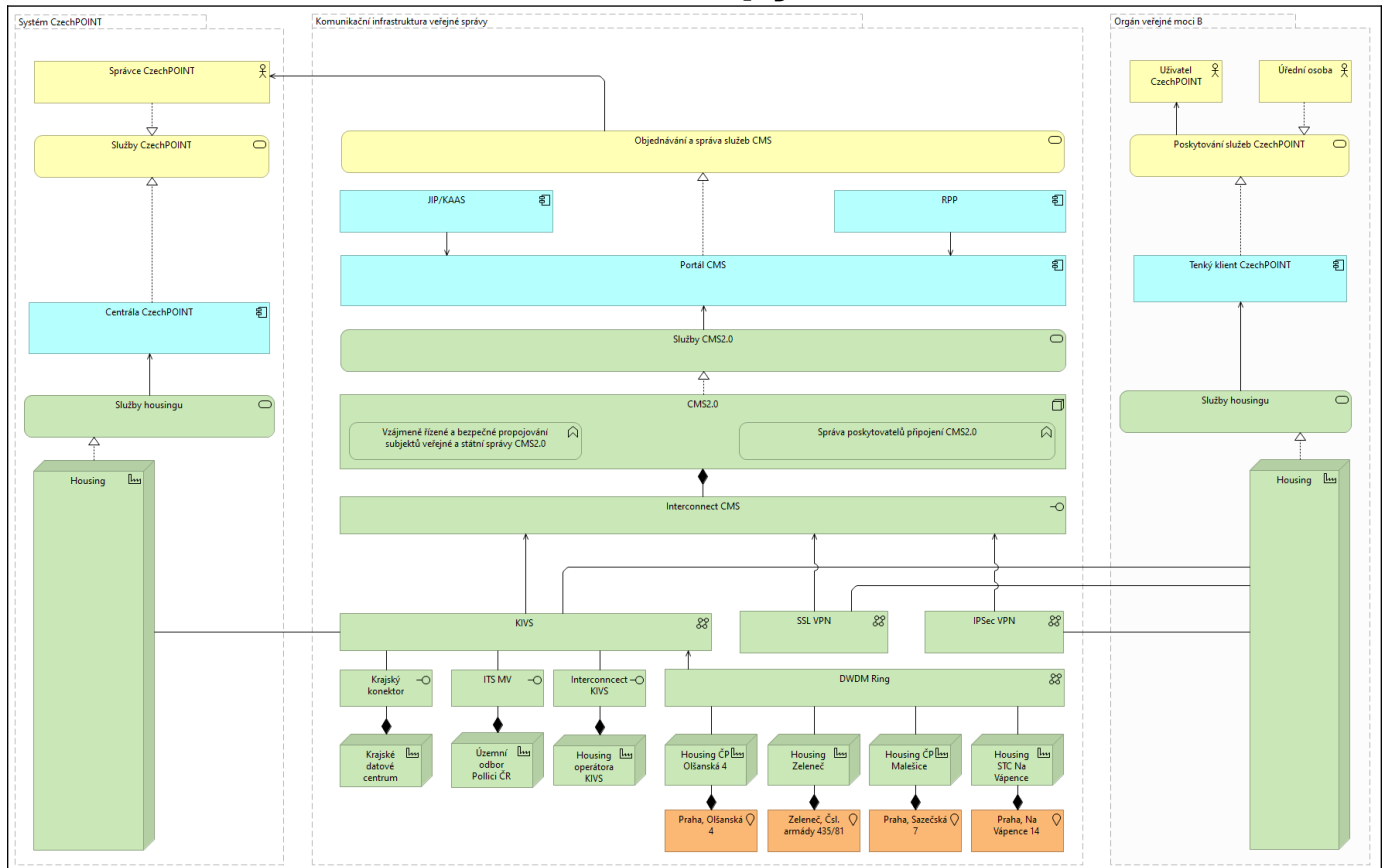 Systém CzechPOINT
Komunikační infrastruktura veřejné správy
Orgán veřejné moci B
Správce CzechPOINT
Uživatel
CzechPOINT
Úřední osoba
Služby CzechPOINT
Objednávání a správa služeb CMS
Poskytování služeb CzechPOINT
JIP/KAAS
RPP
Portál CMS
Tenký klient CzechPOINT
Centrála CzechPOINT
Služby CMS2.0
Služby housingu
CMS2.0
Služby housingu
Vzájemné řízené a bezpečné propojování
subjektů veřejné a státní správy CMS2.0
Správa poskytovatelů připojení CMS2.0
Housing
Housing
Interconnect CMS
KIVS
SSL VPN
IPSec VPN
Krajský
konektor
ITS MV
Interconncect
KIVS
DWDM Ring
Krajské
datové
centrum
Územní
odbor
Pollici ČR
Housing
operátora
KIVS
Housing ČP
Olšanská 4
Housing
Zeleneč
Housing ČP
Malešice
Housing
STC Na
Vápence
Praha, Olšanská
4
Zeleneč, Čsl.
armády 435/81
Praha, Sazečská
7
Praha, Na
Vápence 14